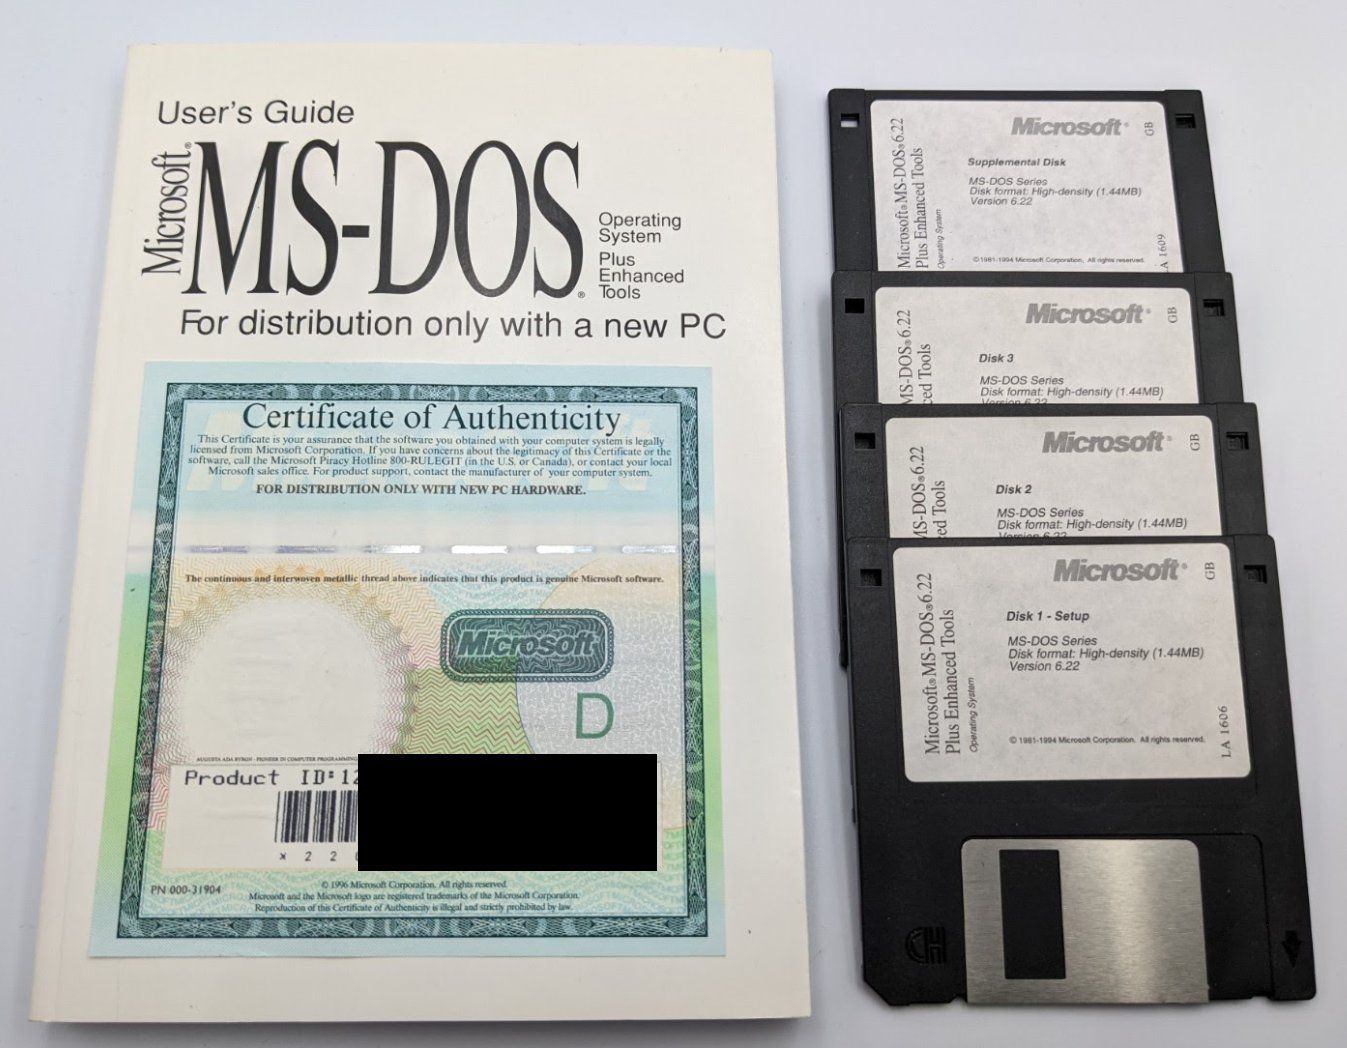 User's Guide
Microsoft®
MS-DOS®
Operating
System
Plus
Enhanced
Tools
For distribution only with a new PC
Certificate of Authenticity
This Certificate is your assurance that the software you obtained with your computer system is legally
licensed from Microsoft Corporation. If you have concerns about the legitimacy of this Certificate or the
software, call the Microsoft Piracy Hotline 800-RULEGIT (in the U.S. or Canada), or contact your local
Microsoft sales office. For product support, contact the manufacturer of your computer system.
FOR DISTRIBUTION ONLY WITH NEW PC HARDWARE.
The continuous and interwoven metallic thread above indicates that this product is genuine Microsoft software.
Microsoft
D
AUGUSTA ADA BYRON - PIONEER IN COMPUTER PROGRAMMING
Product ID:12
* 2 2
PN 000-31904
© 1996 Microsoft Corporation. All rights reserved.
Microsoft and the Microsoft logo are registered trademarks of the Microsoft Corporation.
Reproduction of this Certificate of Authenticity is illegal and strictly prohibited by law.
Microsoft® MS-DOS® 6.22
Plus Enhanced Tools
Operating System
Microsoft®
GB
Supplemental Disk
MS-DOS Series
Disk format: High-density (1.44MB)
Version 6.22
© 1981-1994 Microsoft Corporation. All rights reserved.
A 1609
MS-DOS® 6.22
ced Tools
Microsoft®
GB
Disk 3
MS-DOS Series
Disk format: High-density (1.44MB)
Version 6.22
MS-DOS® 6.22
ed Tools
Microsoft®
GB
Disk 2
MS-DOS Series
Disk format: High-density (1.44MB)
Version 6.22
Microsoft® MS-DOS® 6.22
Plus Enhanced Tools
Operating System
Microsoft®
GB
Disk 1 - Setup
MS-DOS Series
Disk format: High-density (1.44MB)
Version 6.22
© 1981-1994 Microsoft Corporation. All rights reserved.
LA 1606